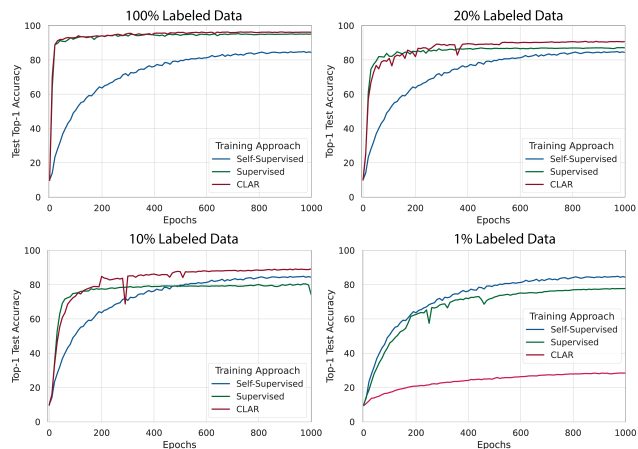 100% Labeled Data
Test Top-1 Accuracy
100
80
60
40
20
0
Training Approach
Self-Supervised
Supervised
CLAR
0 200 400 600 800 1000
Epochs
20% Labeled Data
Top-1 Test Accuracy
100
80
60
40
20
0
Training Approach
Self-Supervised
Supervised
CLAR
0 200 400 600 800 1000
Epochs
10% Labeled Data
Top-1 Test Accuracy
100
80
60
40
20
0
Training Approach
Self-Supervised
Supervised
CLAR
0 200 400 600 800 1000
Epochs
1% Labeled Data
Top-1 Test Accuracy
100
80
60
40
20
0
Training Approach
Self-Supervised
Supervised
CLAR
0 200 400 600 800 1000
Epochs